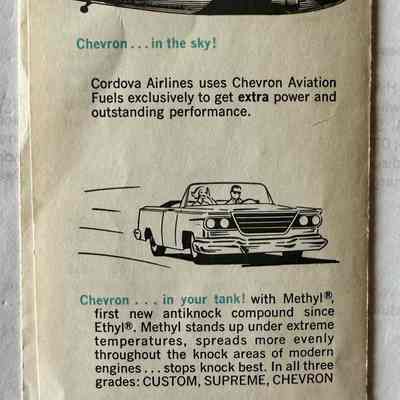 Chevron... in the sky!
Cordova Airlines uses Chevron Aviation
Fuels exclusively to get extra power and
outstanding performance.
Chevron . . . in your tank! with Methyl®,
first new antiknock compound since
Ethyl®. Methyl stands up under extreme
temperatures, spreads more evenly
throughout the knock areas of modern
engines... stops knock best. In all three
grades: CUSTOM, SUPREME, CHEVRON